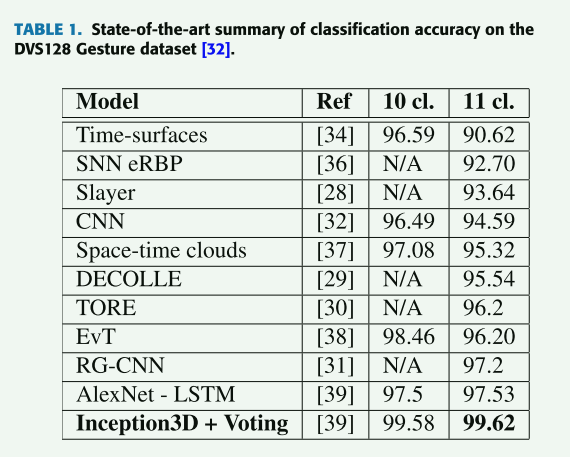 TABLE 1. State-of-the-art summary of classification accuracy on the
DVS128 Gesture dataset [32].
Model Ref 10 cl. 11 cl.
Time-surfaces [34] 96.59 90.62
SNN eRBP [36] N/A 92.70
Slayer [28] N/A 93.64
CNN [32] 96.49 94.59
Space-time clouds [37] 97.08 95.32
DECOLLE [29] N/A 95.54
TORE [30] N/A 96.2
EvT [38] 98.46 96.20
RG-CNN [31] N/A 97.2
AlexNet - LSTM [39] 97.5 97.53
Inception3D + Voting [39] 99.58 99.62